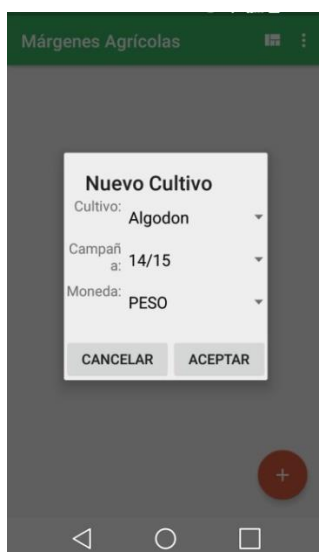 Márgenes Agrícolas
Nuevo Cultivo
Cultivo:
Algodon
Campañ
a:
14/15
Moneda:
PESO
CANCELAR ACEPTAR